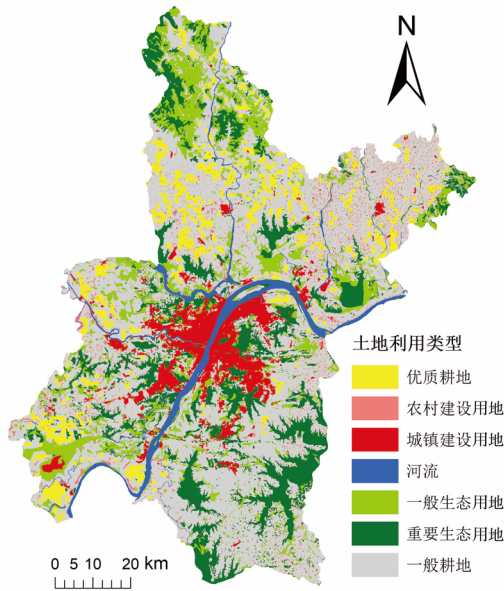 N
土地利用类型
优质耕地
农村建设用地
城镇建设用地
河流
一般生态用地
重要生态用地
一般耕地
0 5 10 20 km